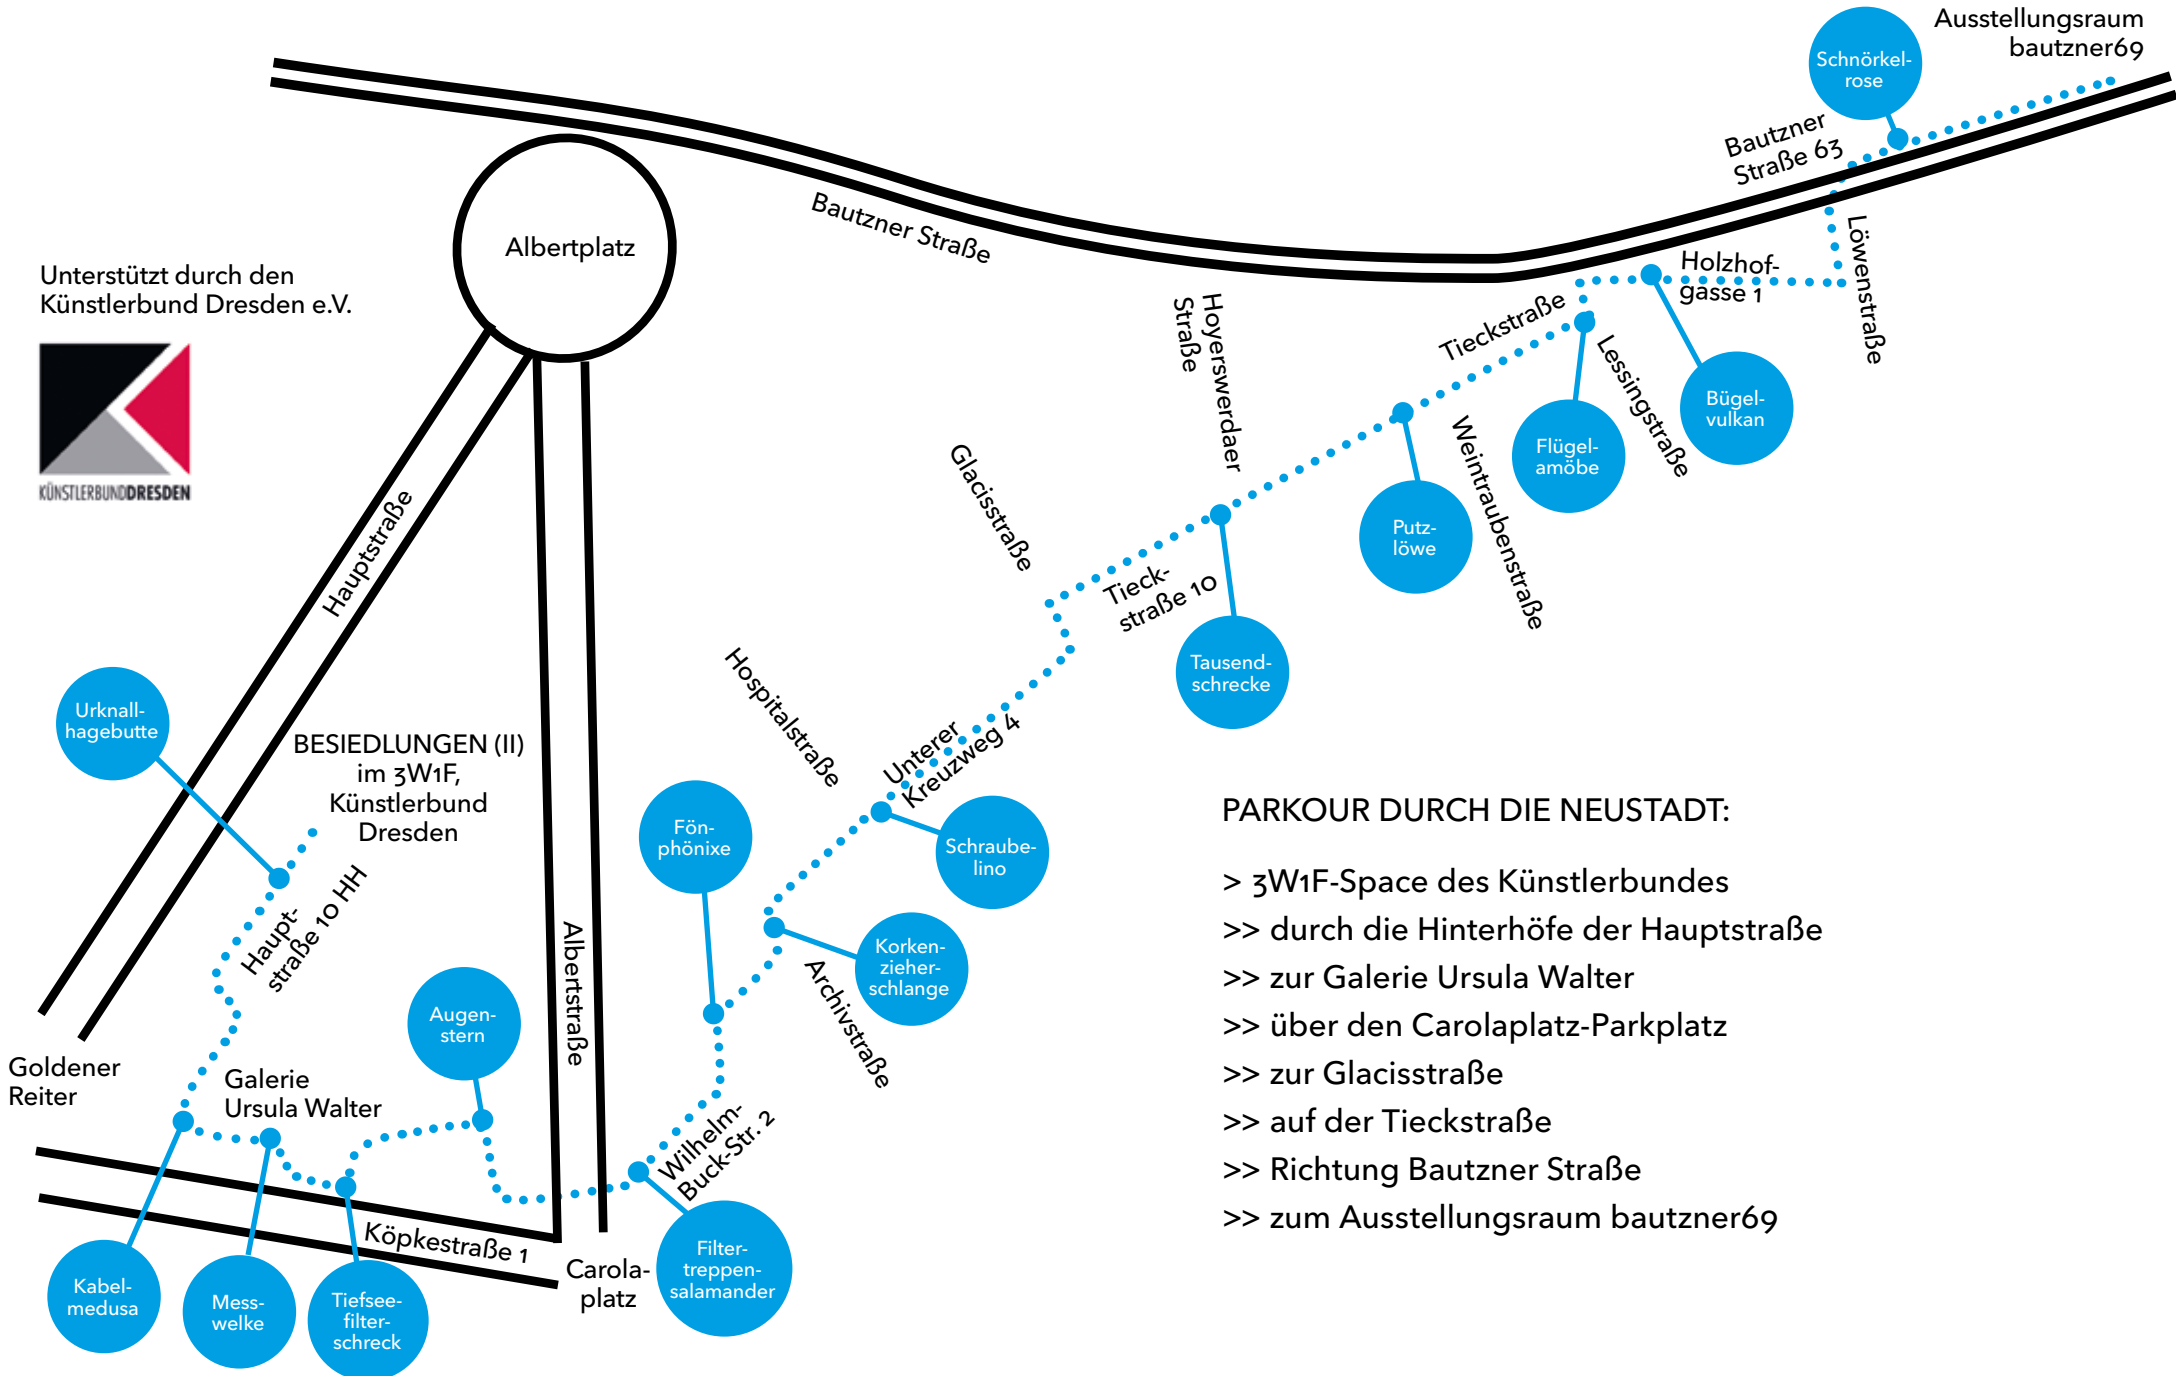 Ausstellungsraum
bautzner69
Schnörkel-
rose
Bautzner
Straße 63
Bautzner Straße
Albertplatz
Unterstützt durch den
Künstlerbund Dresden e.V.
KÜNSTLERBUNDDRESDEN
Holzhof-
gasse 1
Löwenstraße
Hoyerswerdaer
Straße
Tieckstraße
Lessingstraße
Bügel-
vulkan
Flügel-
amöbe
Weintraubenstraße
Putz-
löwe
Glacisstraße
Tieck-
straße 10
Tausend-
schrecke
Hauptstraße
Hospitalstraße
Urknall-
hagebutte
BESIEDLUNGEN (II)
im 3W1F,
Künstlerbund
Dresden
Unterer
Kreuzweg 4
Schraube-
lino
Fön-
phönixe
Haupt-
straße 10 HH
Korken-
zieher-
schlange
Archivstraße
Albertstraße
Augen-
stern
Goldener
Reiter
Galerie
Ursula Walter
Wilhelm-
Buck-Str. 2
Köpkestraße 1
Carola-
platz
Filter-
treppen-
salamander
Kabel-
medusa
Mess-
welke
Tiefsee-
filter-
schreck
PARKOUR DURCH DIE NEUSTADT:
> 3W1F-Space des Künstlerbundes
>> durch die Hinterhöfe der Hauptstraße
>> zur Galerie Ursula Walter
>> über den Carolaplatz-Parkplatz
>> zur Glacisstraße
>> auf der Tieckstraße
>> Richtung Bautzner Straße
>> zum Ausstellungsraum bautzner69